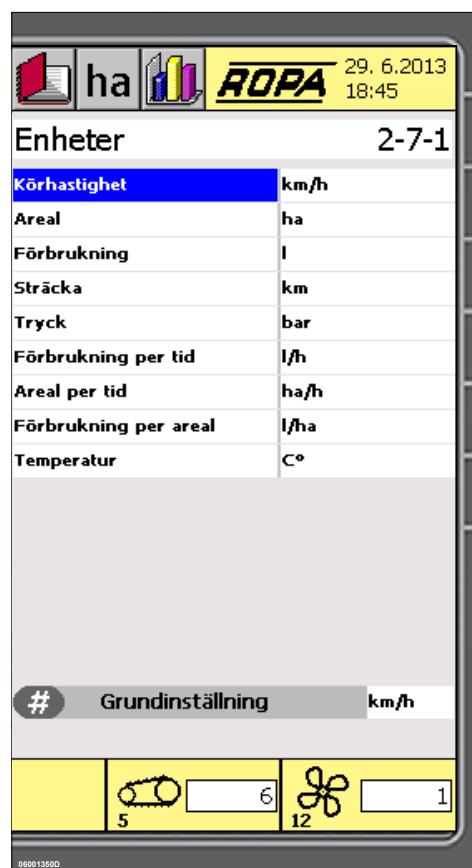 ha ROPA 29. 6.2013
18:45
Enheter 2-7-1
Körhastighet km/h
Areal ha
Förbrukning l
Sträcka km
Tryck bar
Förbrukning per tid l/h
Areal per tid ha/h
Förbrukning per areal l/ha
Temperatur C°
# Grundinställning km/h
6 1
5 12
06001350D